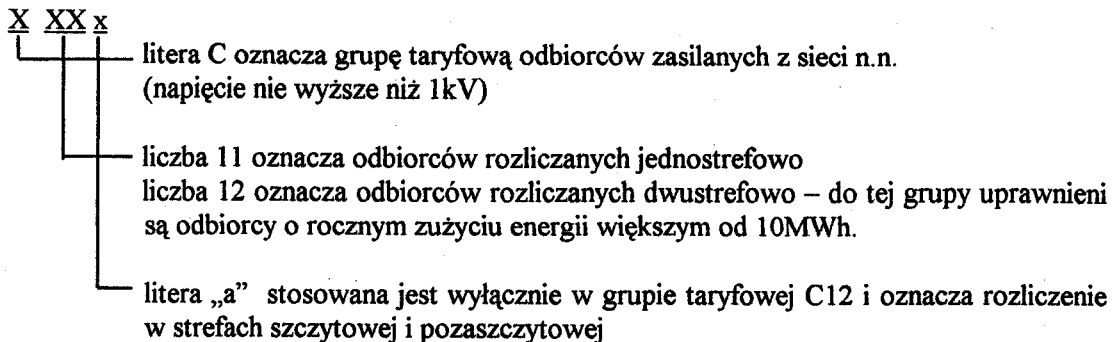 X XX x
litera C oznacza grupę taryfową odbiorców zasilanych z sieci n.n.
(napięcie nie wyższe niż 1kV)
liczba 11 oznacza odbiorców rozliczanych jednostrefowo
liczba 12 oznacza odbiorców rozliczanych dwustrefowo – do tej grupy uprawnieni
są odbiorcy o rocznym zużyciu energii większym od 10MWh.
litera „a” stosowana jest wyłącznie w grupie taryfowej C12 i oznacza rozliczenie
w strefach szczytowej i pozaszczytowej